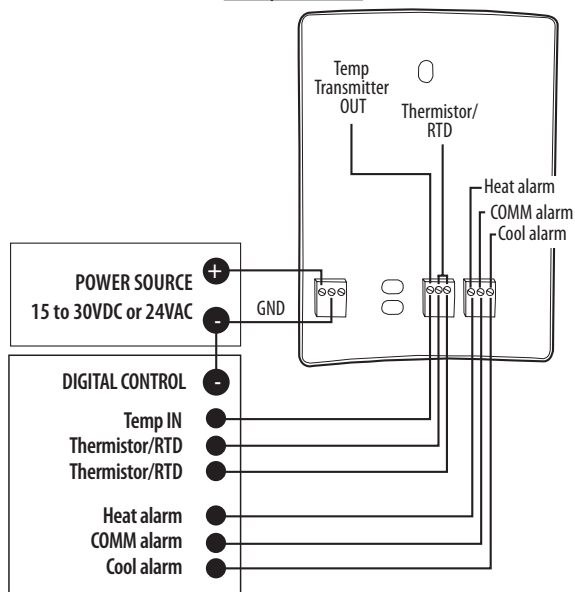 Temp
Transmitter
OUT
Thermistor/
RTD
Heat alarm
COMM alarm
Cool alarm
+
POWER SOURCE
15 to 30VDC or 24VAC
-
GND
DIGITAL CONTROL
-
Temp IN
Thermistor/RTD
Thermistor/RTD
Heat alarm
COMM alarm
Cool alarm